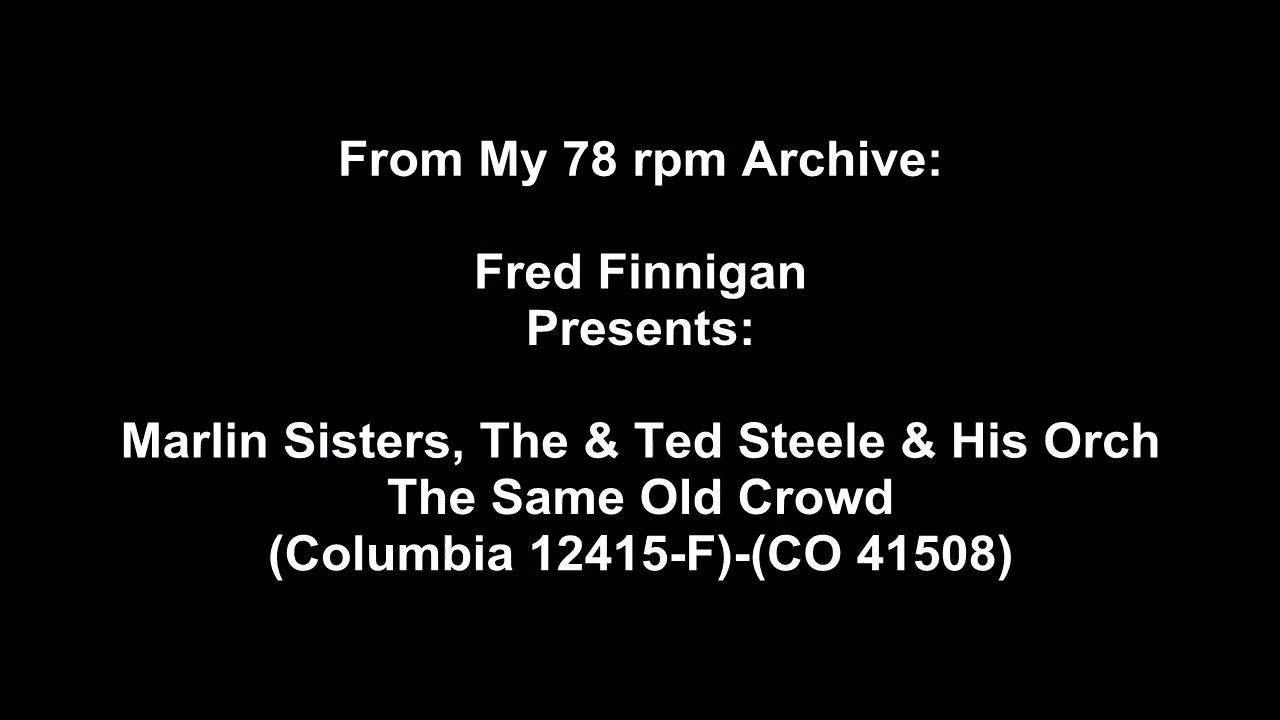 From My 78 rpm Archive:
Fred Finnigan
Presents:
Marlin Sisters, The & Ted Steele & His Orch
The Same Old Crowd
(Columbia 12415-F)-(CO 41508)